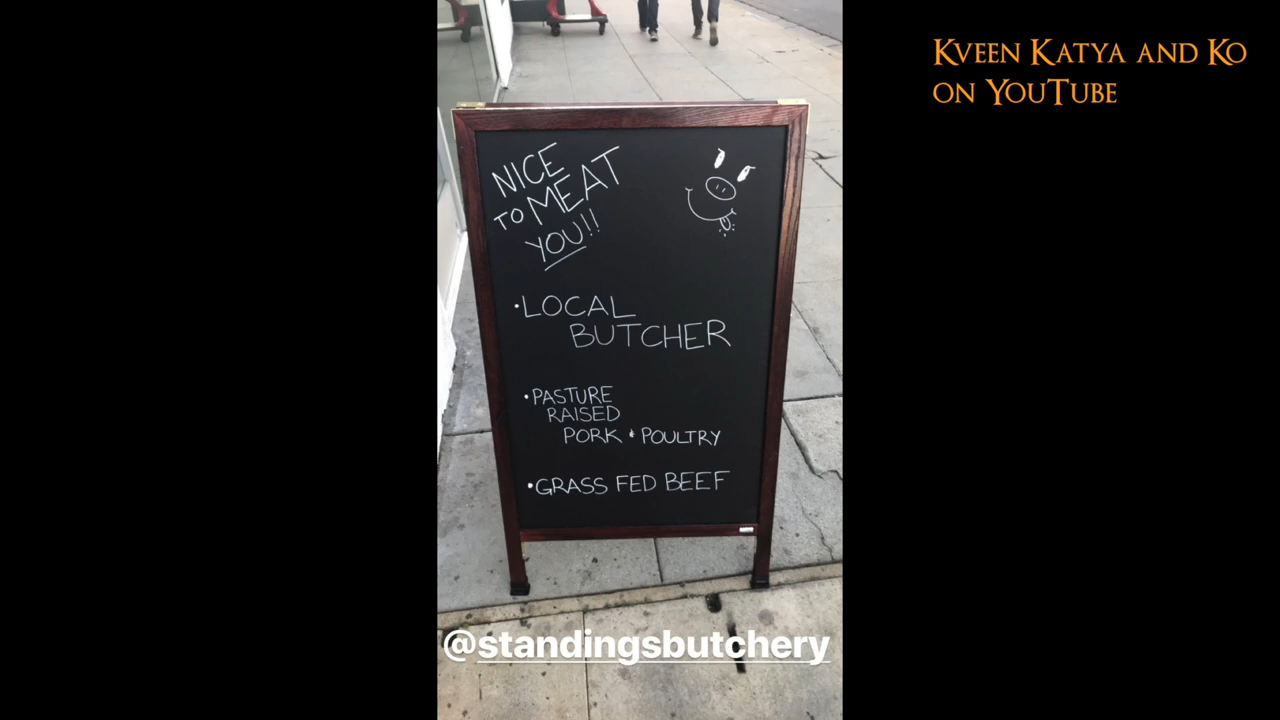 Kveen Katya and Ko
on YouTube
NICE
TO MEAT
YOU!!
•LOCAL
BUTCHER
•PASTURE
RAISED
PORK & POULTRY
•GRASS FED BEEF
@standingsbutchery